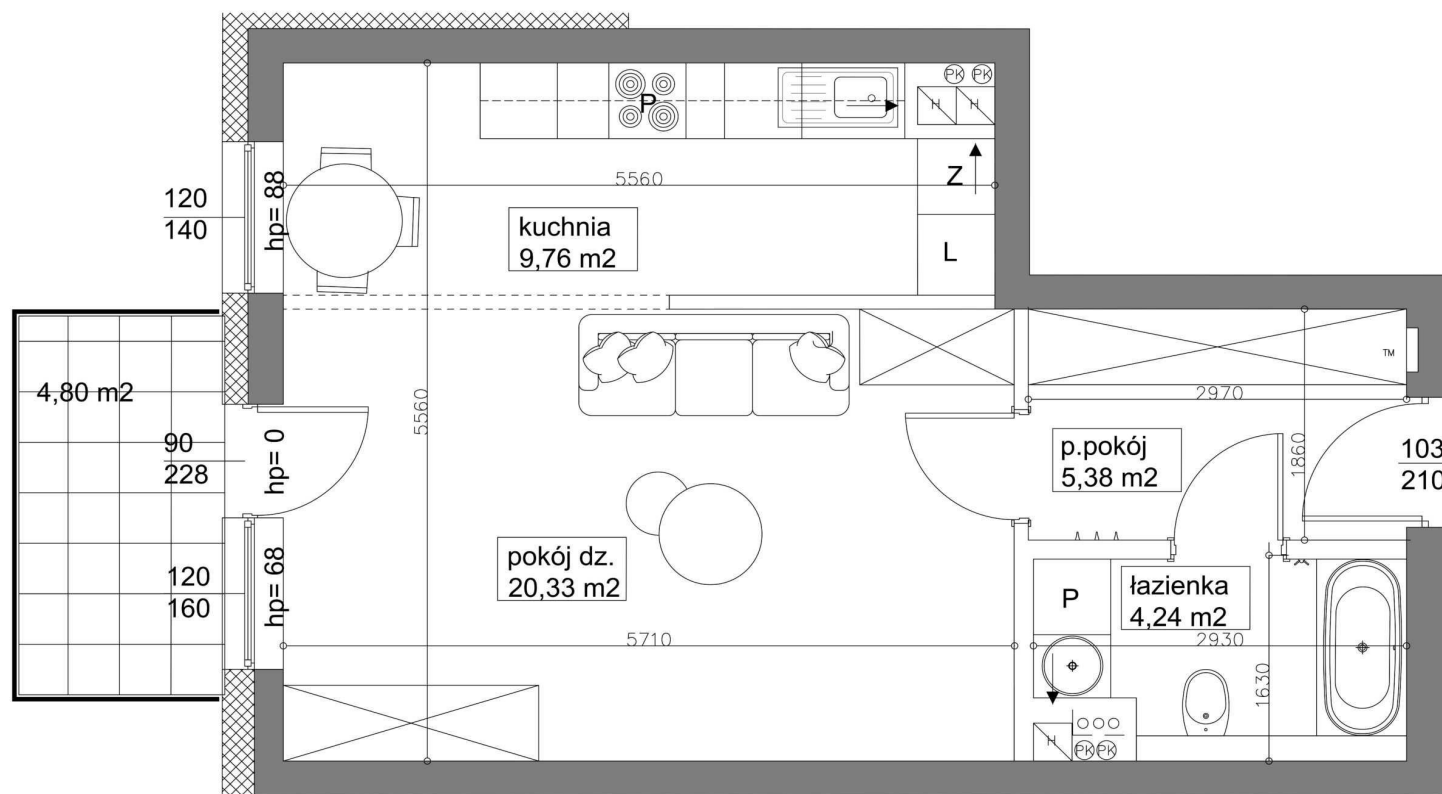 PK PK
P
H H
120
140
hp= 88
5560
Z
kuchnia
9,76 m2
L
4,80 m2
5560
TM
2970
90
228
hp= 0
p.pokój
5,38 m2
1860
103
210
pokój dz.
20,33 m2
120
160
hp= 68
P
łazienka
4,24 m2
5710
2930
1630
H
PK PK